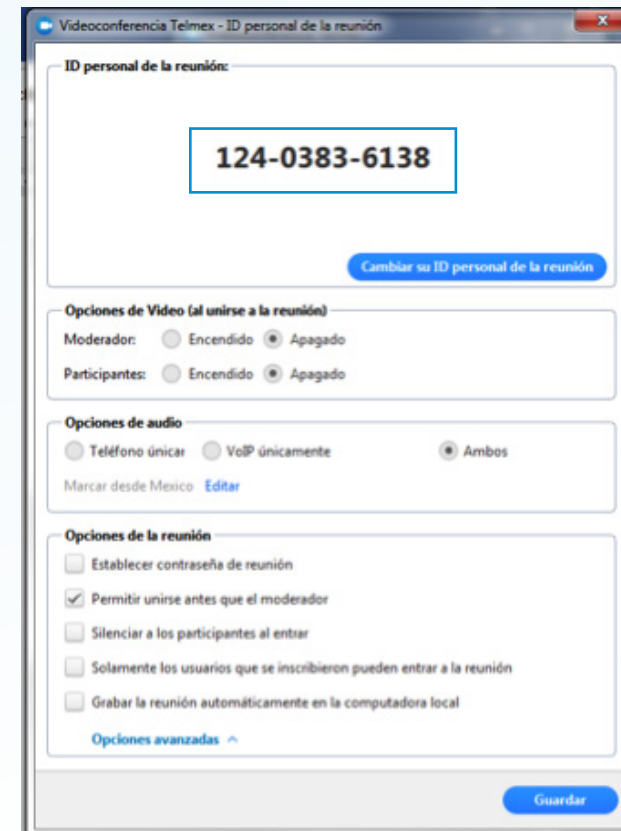 Videoconferencia Telmex - ID personal de la reunión
ID personal de la reunión:
124-0383-6138
Cambiar su ID personal de la reunión
Opciones de Video (al unirse a la reunión)
Moderador: Encendido Apagado
Participantes: Encendido Apagado
Opciones de audio
Teléfono únicar VoIP únicamente Ambos
Marcar desde Mexico Editar
Opciones de la reunión
Establecer contraseña de reunión
Permitir unirse antes que el moderador
Silenciar a los participantes al entrar
Solamente los usuarios que se inscribieron pueden entrar a la reunión
Grabar la reunión automáticamente en la computadora local
Opciones avanzadas
Guardar